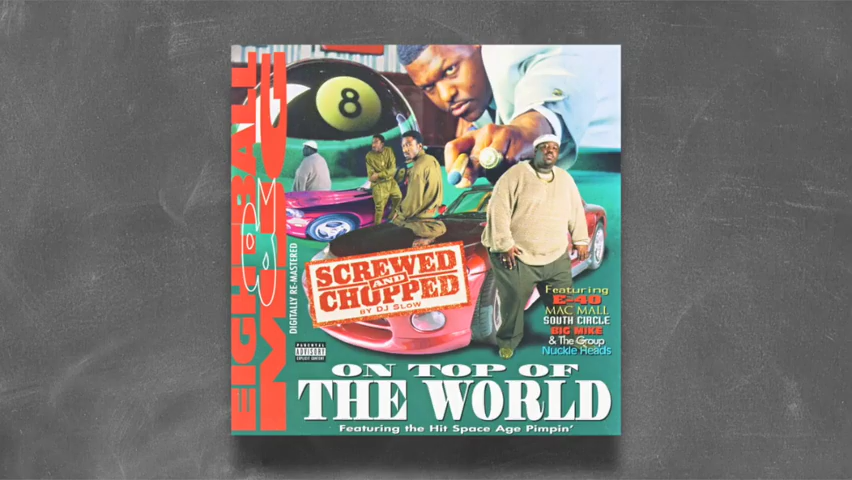 EIGHTBALL
MJG
8
DIGITALLY RE-MASTERED
SCREWED
AND
CHOPPED
BY DJ SLOW
Featuring
E-40
MAC MALL
SOUTH CIRCLE
BIG MIKE
& The Group
Nuckle Heads
PARENTAL
ADVISORY
EXPLICIT CONTENT
ON TOP OF
THE WORLD
Featuring the Hit Space Age Pimpin'